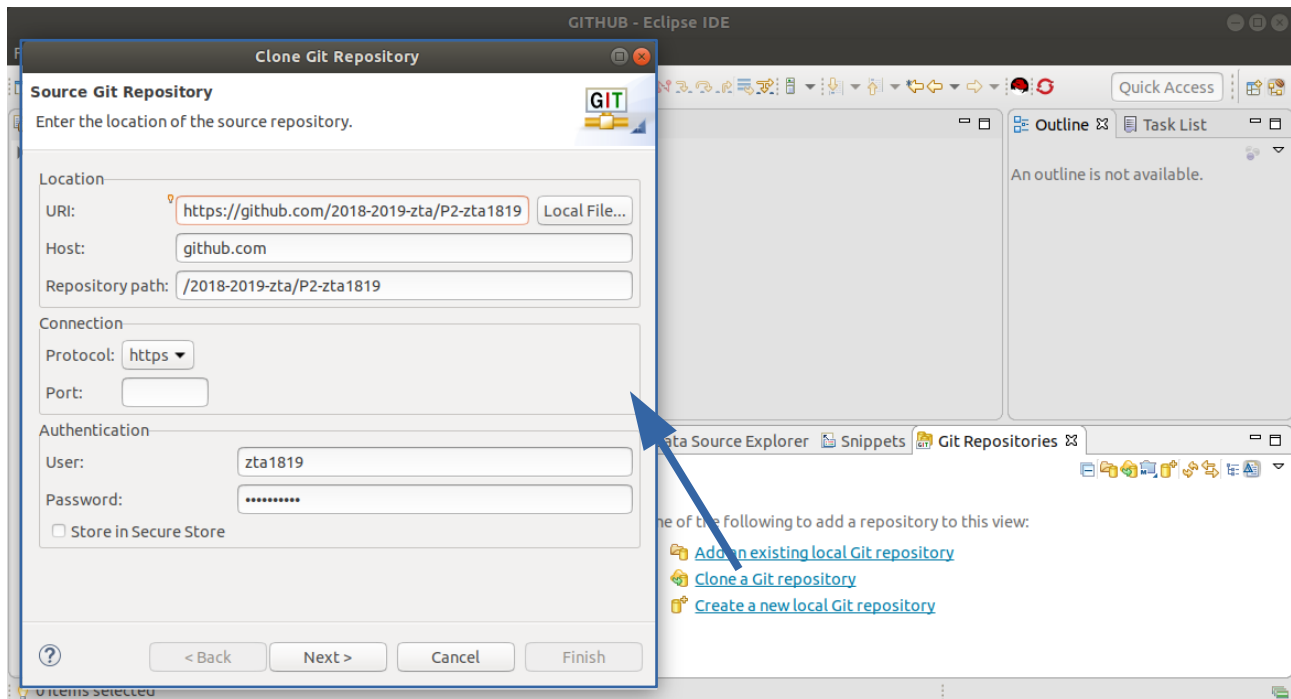 GITHUB - Eclipse IDE
Clone Git Repository
Source Git Repository
Enter the location of the source repository.
GIT
Quick Access
Outline
Task List
An outline is not available.
Location
URI:
https://github.com/2018-2019-zta/P2-zta1819
Local File...
Host:
github.com
Repository path:
/2018-2019-zta/P2-zta1819
Connection
Protocol:
https
Port:
Authentication
User:
zta1819
Password:
••••••••••
Store in Secure Store
ata Source Explorer
Snippets
Git Repositories
ne of the following to add a repository to this view:
Add an existing local Git repository
Clone a Git repository
Create a new local Git repository
< Back
Next >
Cancel
Finish
0 items selected